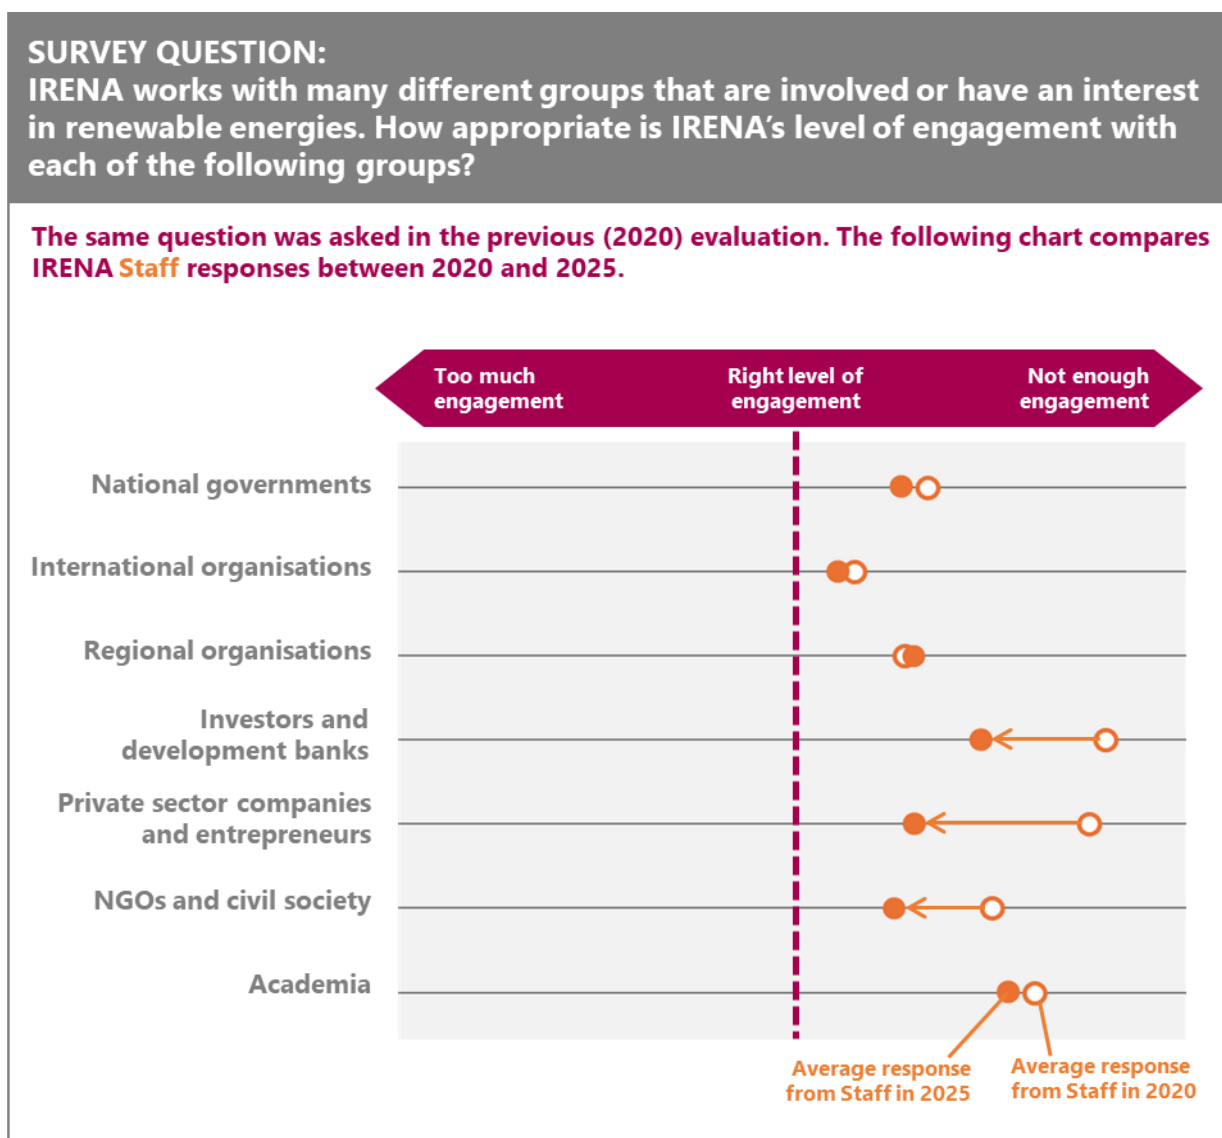 SURVEY QUESTION:
IRENA works with many different groups that are involved or have an interest
in renewable energies. How appropriate is IRENA’s level of engagement with
each of the following groups?
The same question was asked in the previous (2020) evaluation. The following chart compares
IRENA Staff responses between 2020 and 2025.
Too much
engagement
Right level of
engagement
Not enough
engagement
National governments
International organisations
Regional organisations
Investors and
development banks
Private sector companies
and entrepreneurs
NGOs and civil society
Academia
Average response
from Staff in 2025
Average response
from Staff in 2020